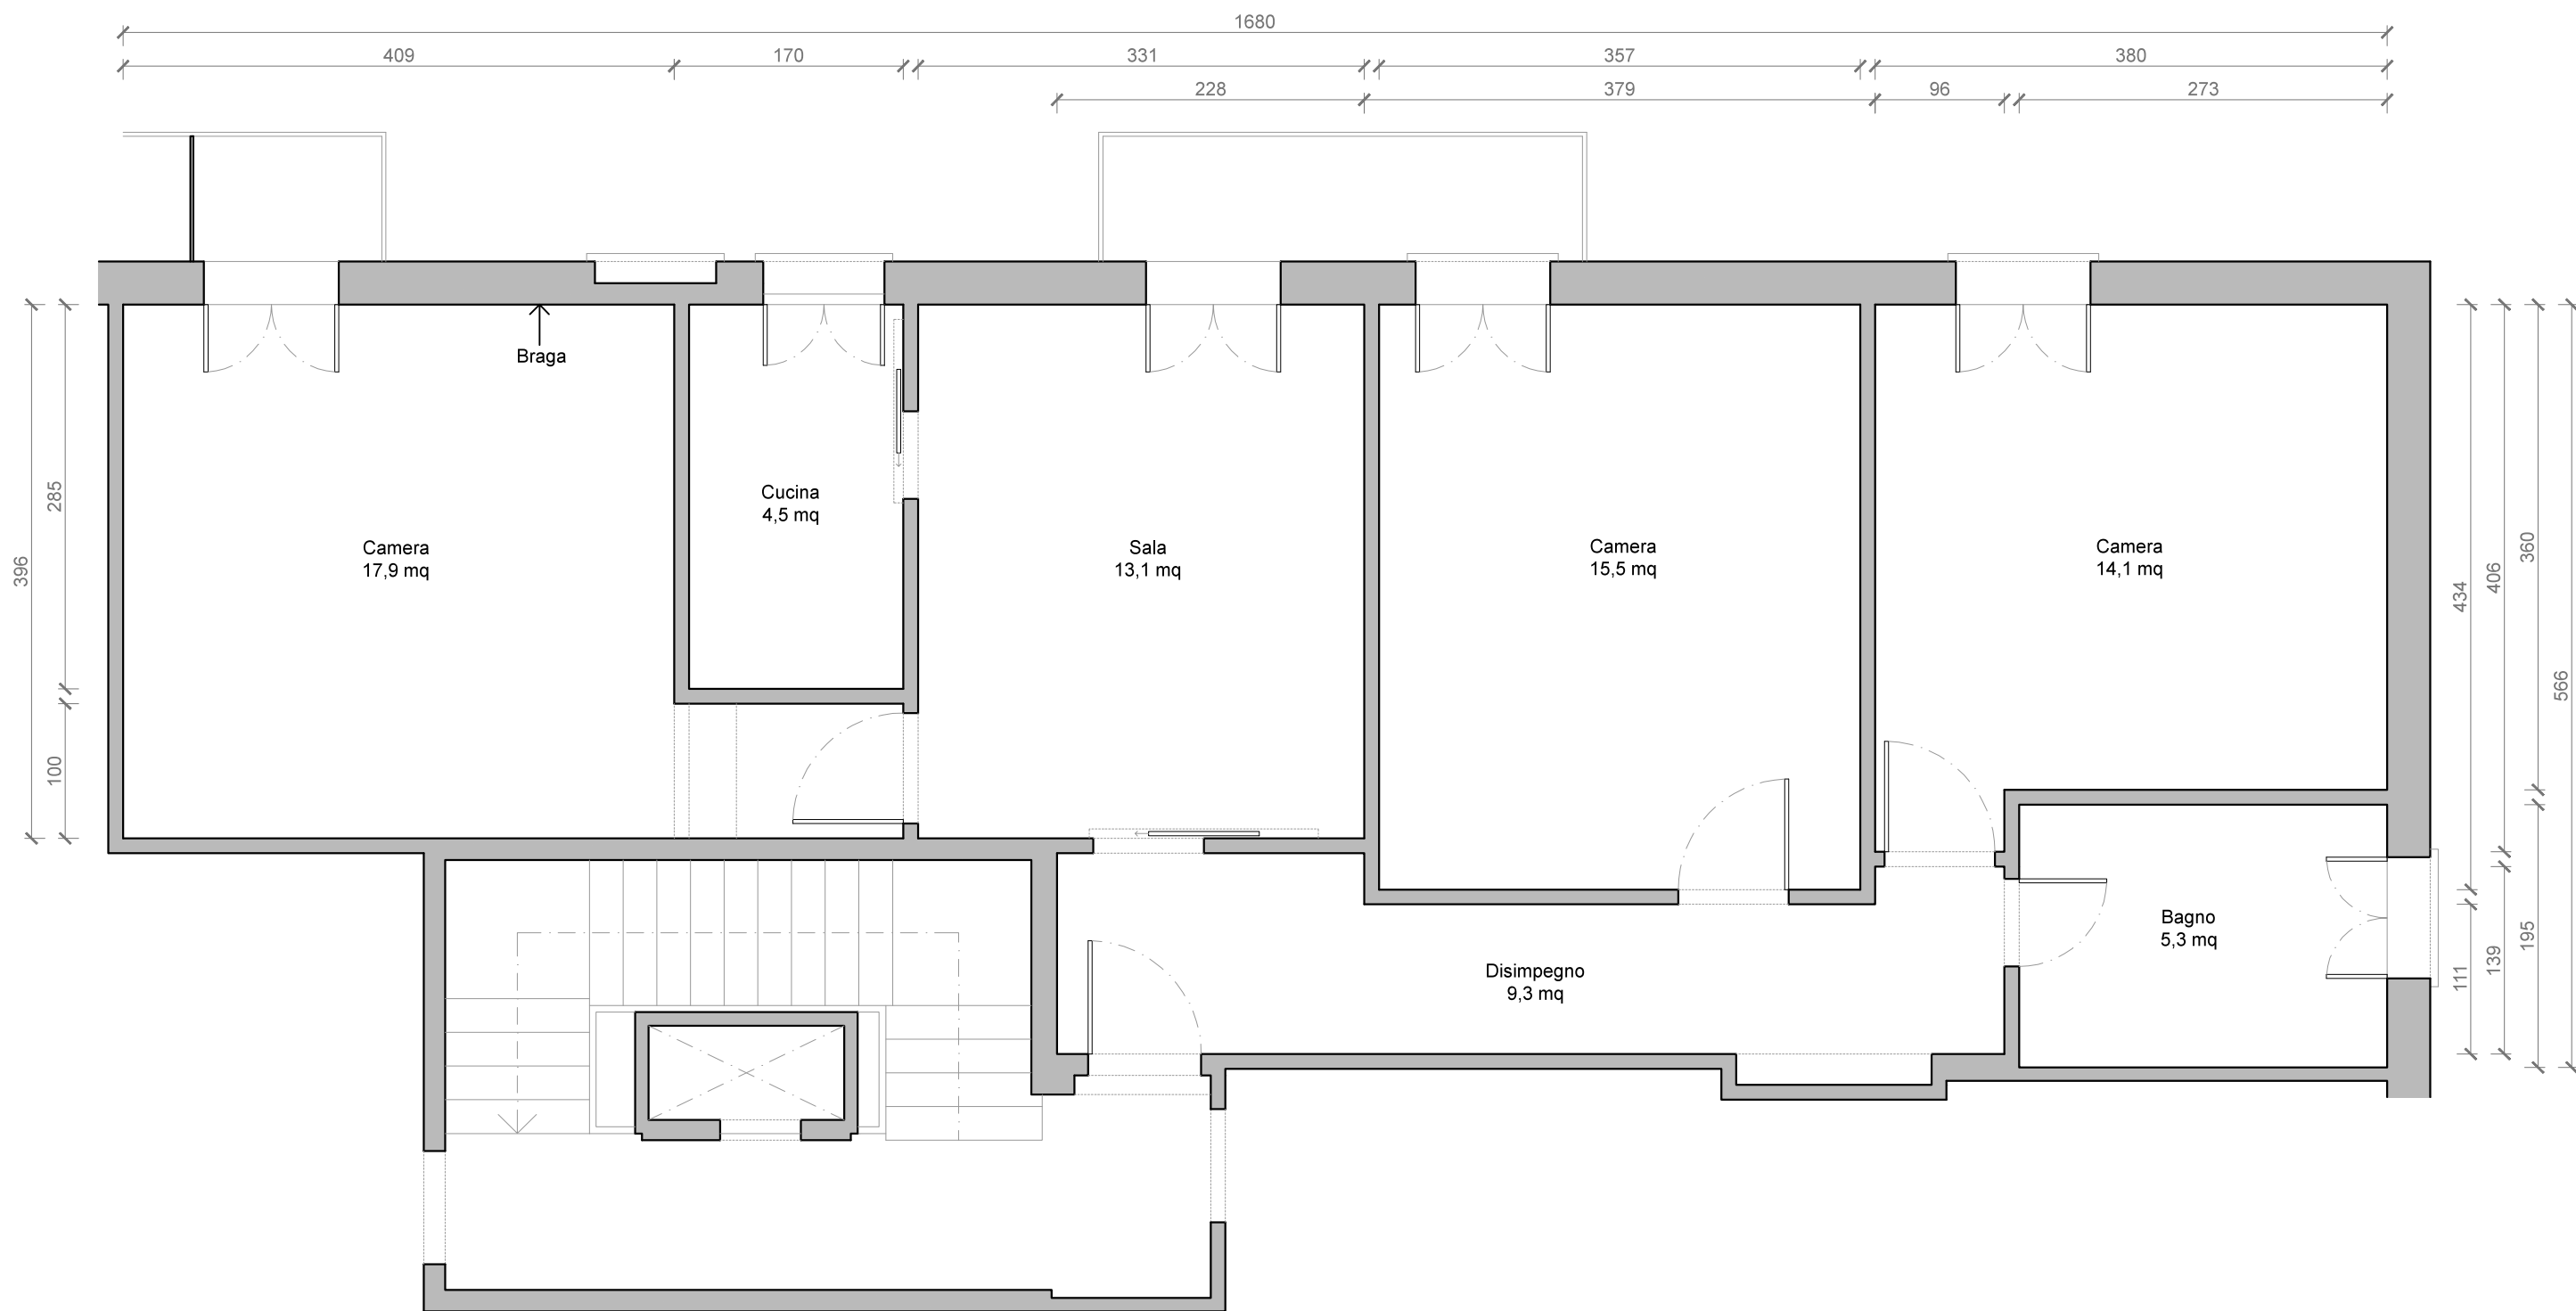 1680
409
170
331
357
380
228
379
96
273
Braga
Cucina
4,5 mq
Camera
17,9 mq
Sala
13,1 mq
Camera
15,5 mq
Camera
14,1 mq
Bagno
5,3 mq
Disimpegno
9,3 mq
396
285
100
434
111
406
139
360
195
566